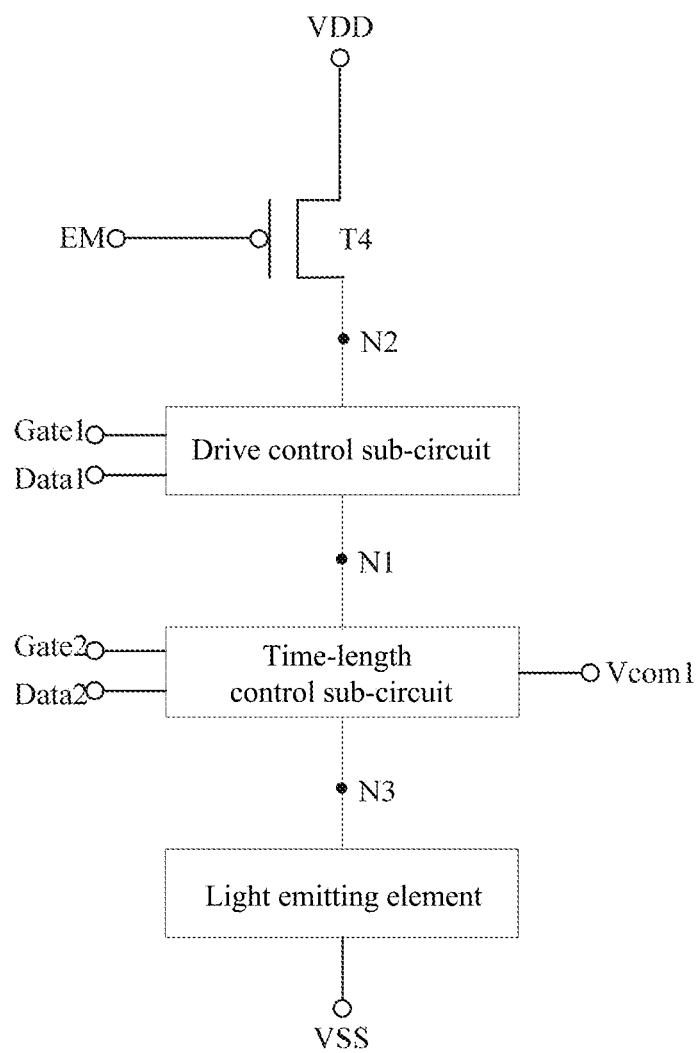 VDD
EM
T4
N2
Gate1
Data1
Drive control sub-circuit
N1
Gate2
Data2
Time-length
control sub-circuit
Vcom1
N3
Light emitting element
VSS